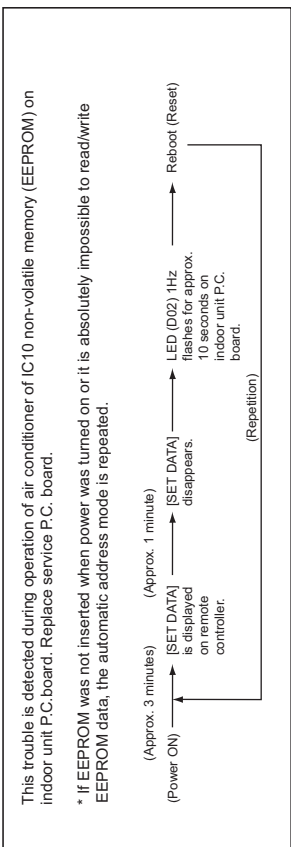 This trouble is detected during operation of air conditioner of IC10 non-volatile memory (EEPROM) on
indoor unit P.C.board. Replace service P.C. board.
* If EEPROM was not inserted when power was turned on or it is absolutely impossible to read/write
EEPROM data, the automatic address mode is repeated.
(Approx. 3 minutes)
(Approx. 1 minute)
(Power ON)
[SET DATA]
is displayed
on remote
controller.
[SET DATA]
disappears.
LED (D02) 1Hz
flashes for approx.
10 seconds on
indoor unit P.C.
board.
Reboot (Reset)
(Repetition)